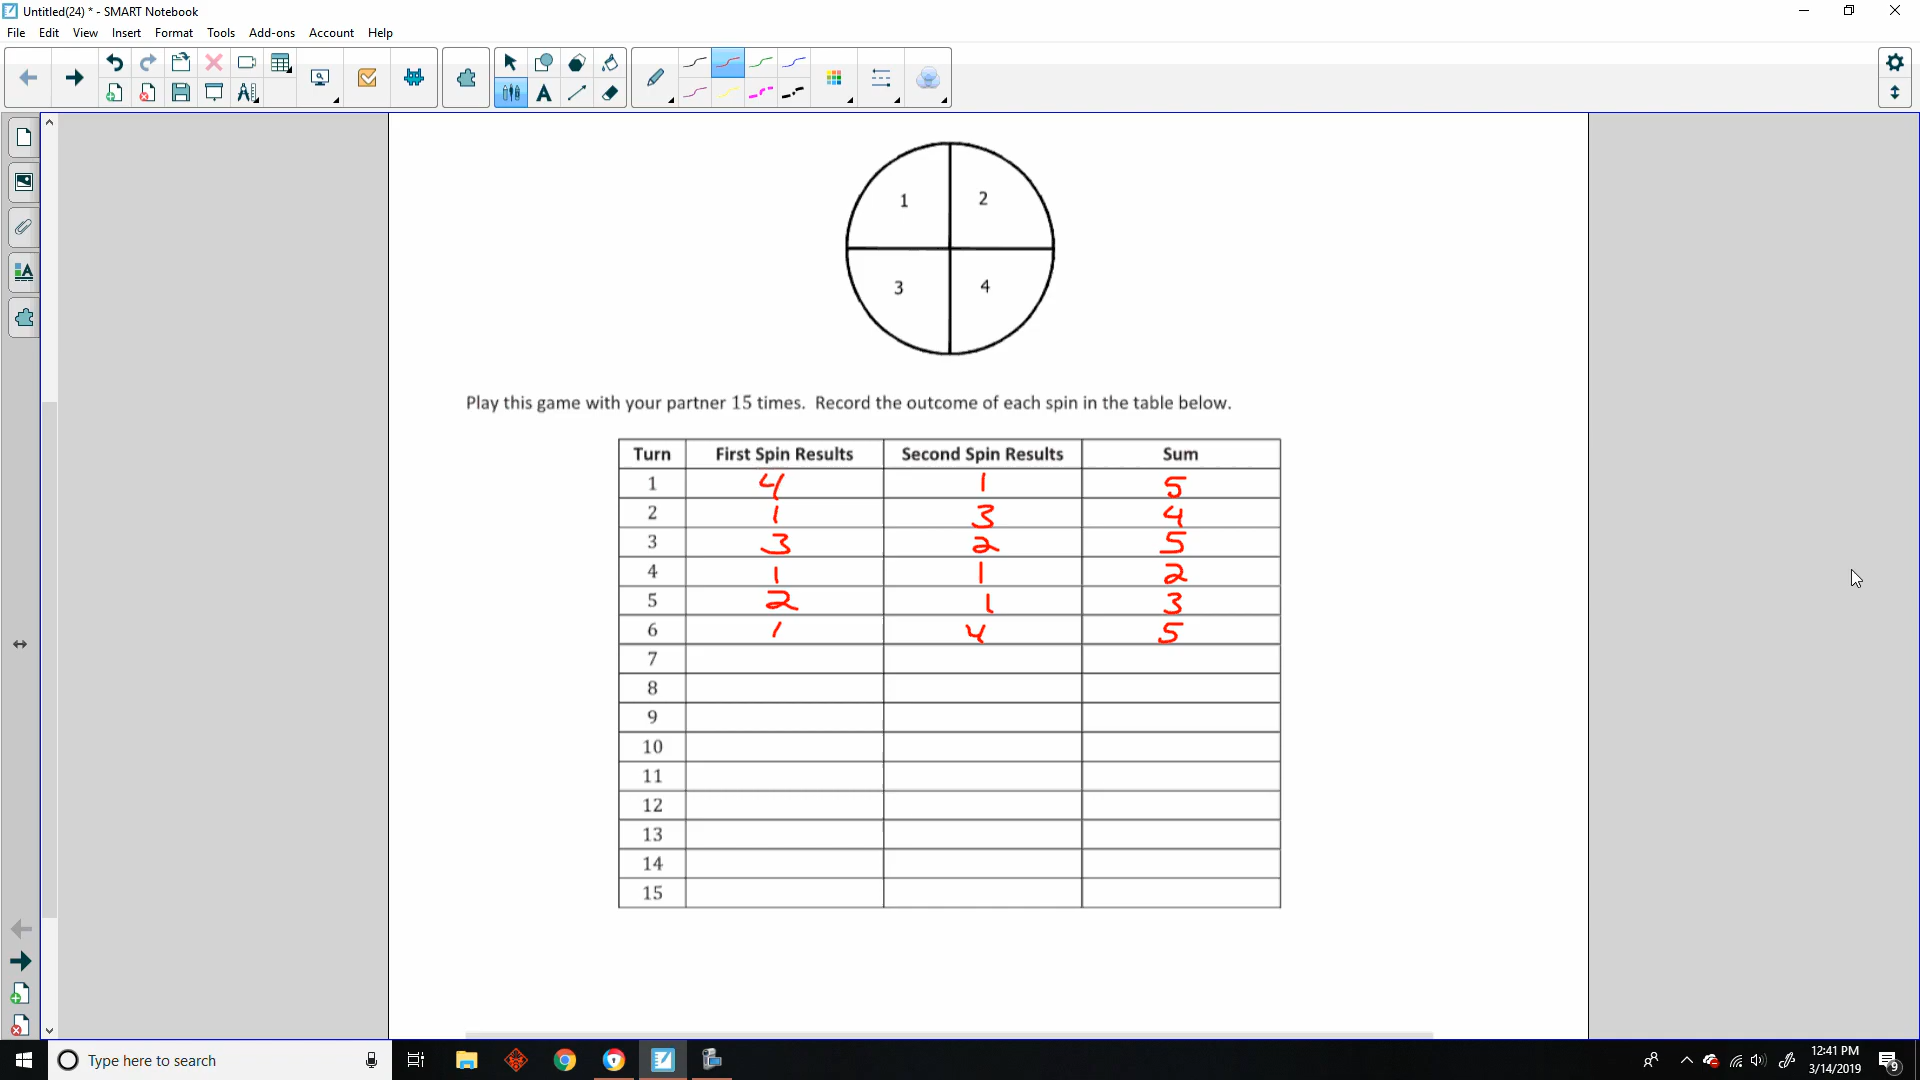 Untitled(24) * - SMART Notebook
File Edit View Insert Format Tools Add-ons Account Help
1 2
3 4
Play this game with your partner 15 times. Record the outcome of each spin in the table below.
Turn First Spin Results Second Spin Results Sum
1 4 1 5
2 1 3 4
3 3 2 5
4 1 1 2
5 2 1 3
6 1 4 5
7
8
9
10
11
12
13
14
15
Type here to search
12:41 PM
3/14/2019
9